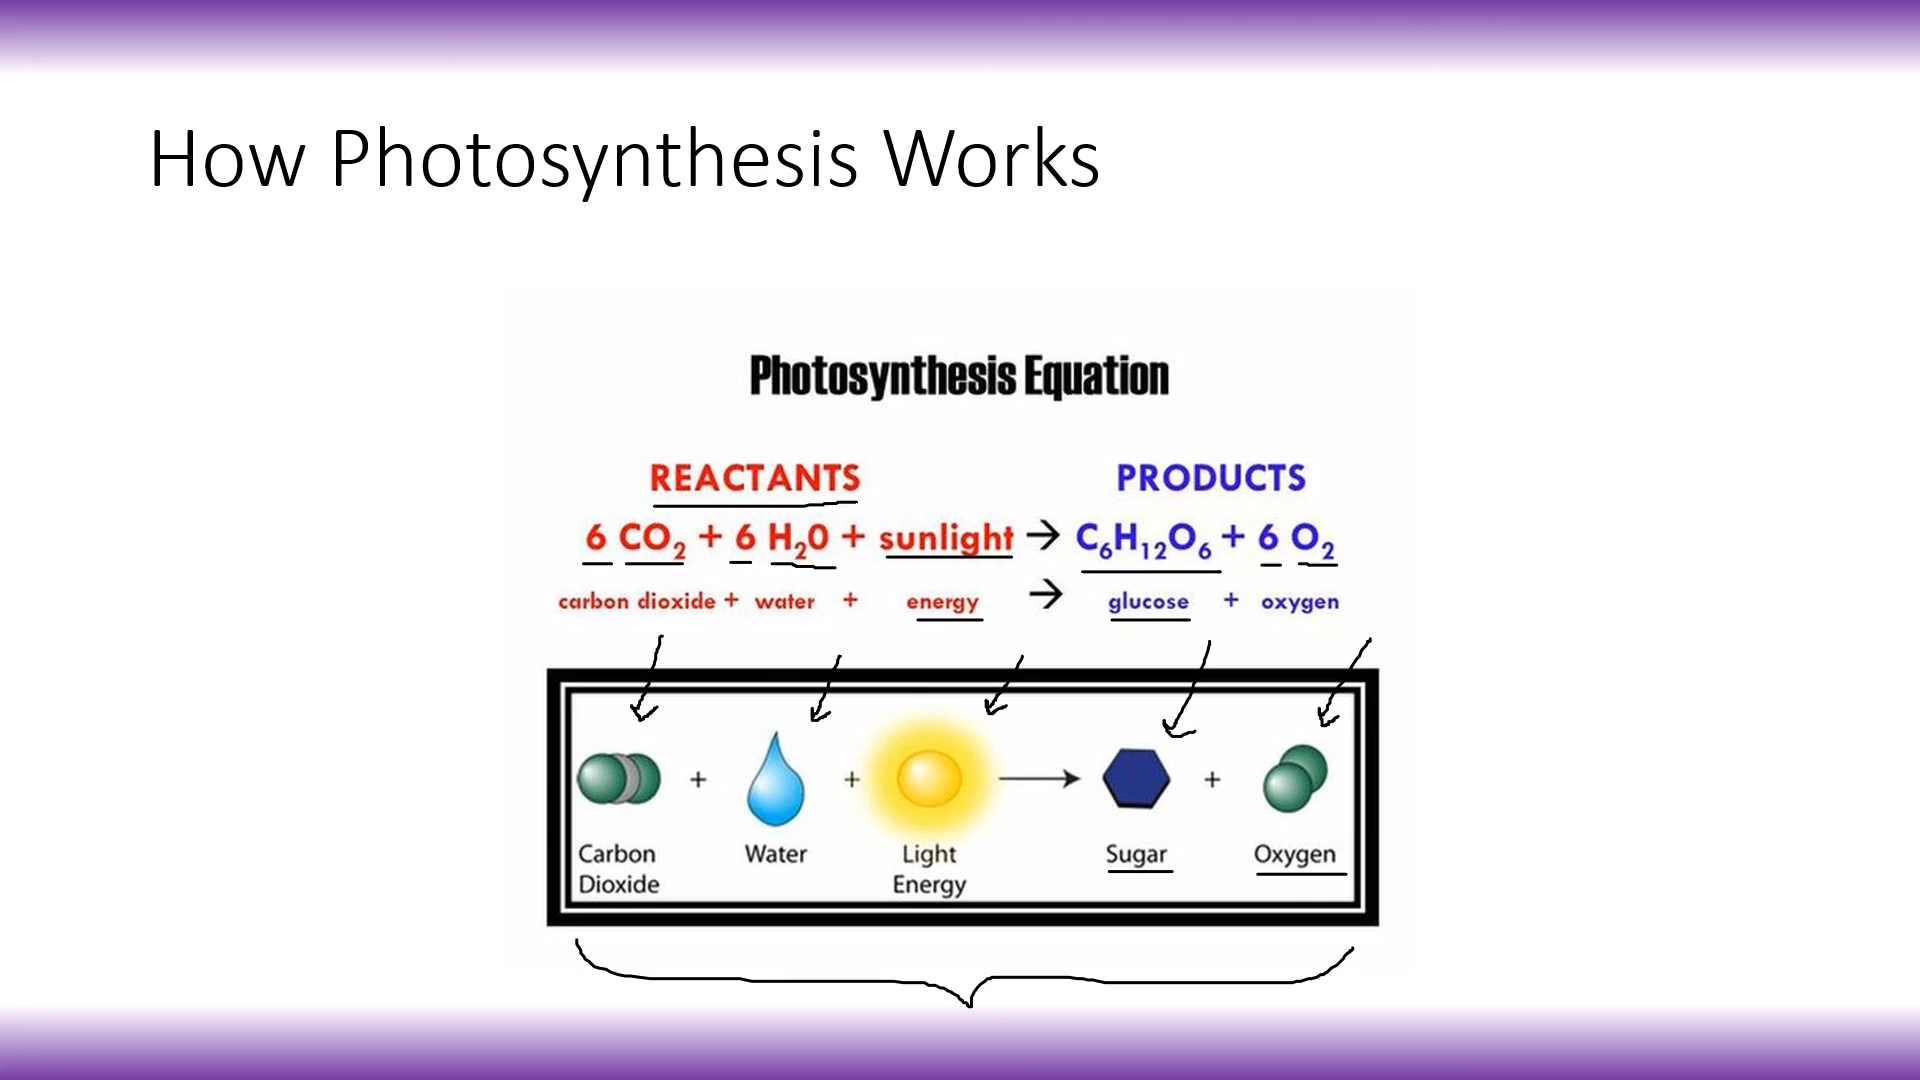 How Photosynthesis Works
Photosynthesis Equation
REACTANTS PRODUCTS
6 CO₂ + 6 H₂0 + sunlight → C₆H₁₂O₆ + 6 O₂
carbon dioxide + water + energy → glucose + oxygen
+ + → +
Carbon Dioxide Water Light Energy Sugar Oxygen